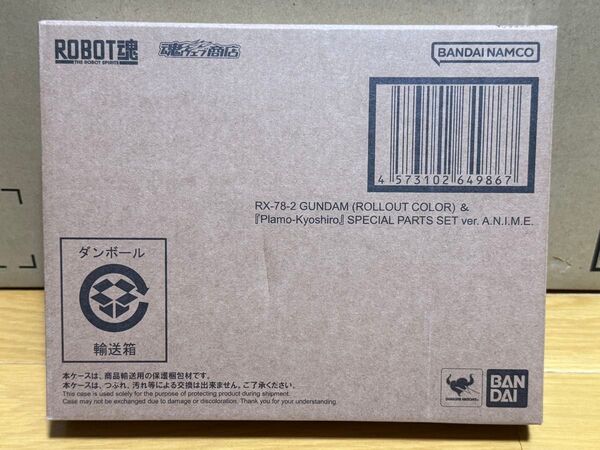 ROBOT魂
THE ROBOT SPIRITS
魂ウェブ商店
BANDAI NAMCO
4 573102 649867
RX-78-2 GUNDAM (ROLLOUT COLOR) &
『Plamo-Kyoshiro』 SPECIAL PARTS SET ver. A.N.I.M.E.
ダンボール
輸送箱
本ケースは、商品輸送用の保護梱包材です。
本ケースは、つぶれ、汚れ等による交換は出来ません。ご了承ください。
This case is used solely for the purpose of protecting product during shipment.
Case may not be exchanged due to damage or discoloration. Thank you for your understanding.
BAN
DAI